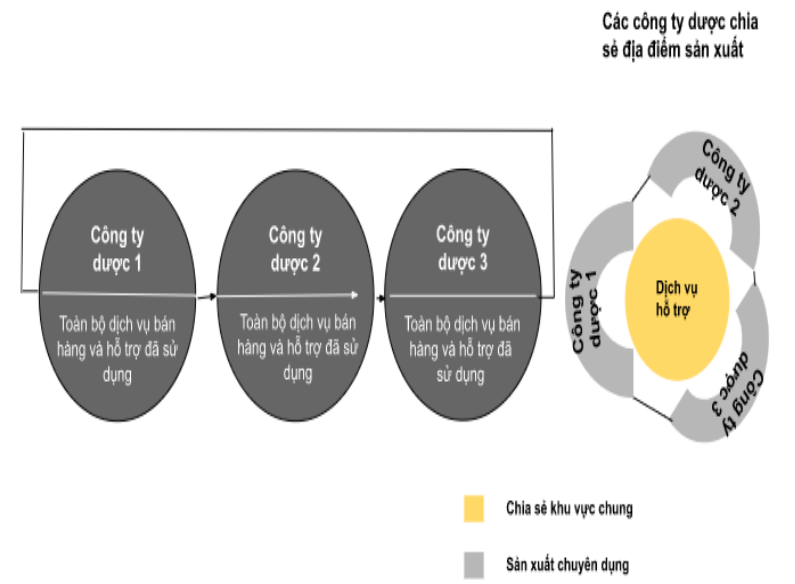 Các công ty dược chia
sẻ địa điểm sản xuất
Công ty
dược 1
Toàn bộ dịch vụ bán
hàng và hỗ trợ đã sử
dụng
Công ty
dược 2
Toàn bộ dịch vụ bán
hàng và hỗ trợ đã sử
dụng
Công ty
dược 3
Toàn bộ dịch vụ bán
hàng và hỗ trợ đã
sử dụng
Công ty
dược 1
Công ty
dược 2
Công ty
dược 3
Dịch vụ
hỗ trợ
Chia sẻ khu vực chung
Sản xuất chuyên dụng